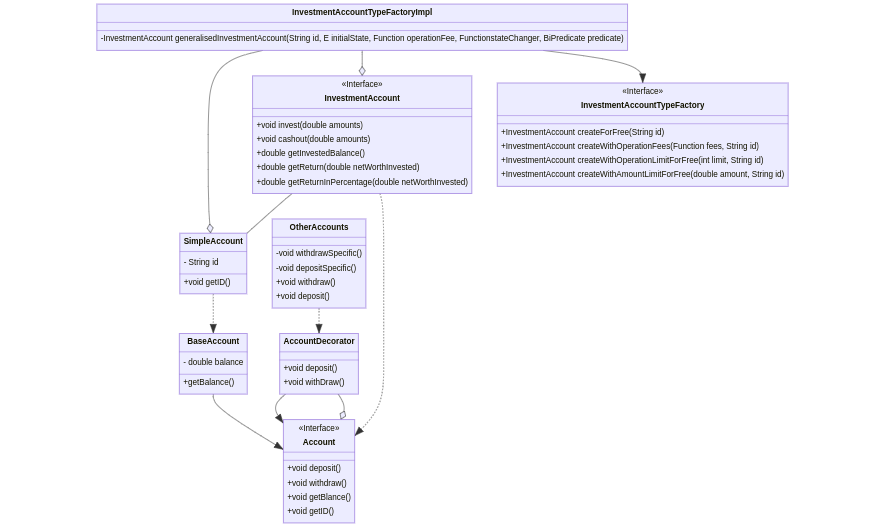 InvestmentAccountTypeFactoryImpl
-InvestmentAccount generalisedInvestmentAccount(String id, E initialState, Function operationFee, FunctionstateChanger, BiPredicate predicate)
«Interface»
InvestmentAccount
+void invest(double amounts)
+void cashout(double amounts)
+double getInvestedBalance()
+double getReturn(double netWorthInvested)
+double getReturnInPercentage(double netWorthInvested)
«Interface»
InvestmentAccountTypeFactory
+InvestmentAccount createForFree(String id)
+InvestmentAccount createWithOperationFees(Function fees, String id)
+InvestmentAccount createWithOperationLimitForFree(int limit, String id)
+InvestmentAccount createWithAmountLimitForFree(double amount, String id)
SimpleAccount
- String id
+void getID()
OtherAccounts
-void withdrawSpecific()
-void depositSpecific()
+void withdraw()
+void deposit()
BaseAccount
- double balance
+getBalance()
AccountDecorator
+void deposit()
+void withDraw()
«Interface»
Account
+void deposit()
+void withdraw()
+void getBlance()
+void getID()